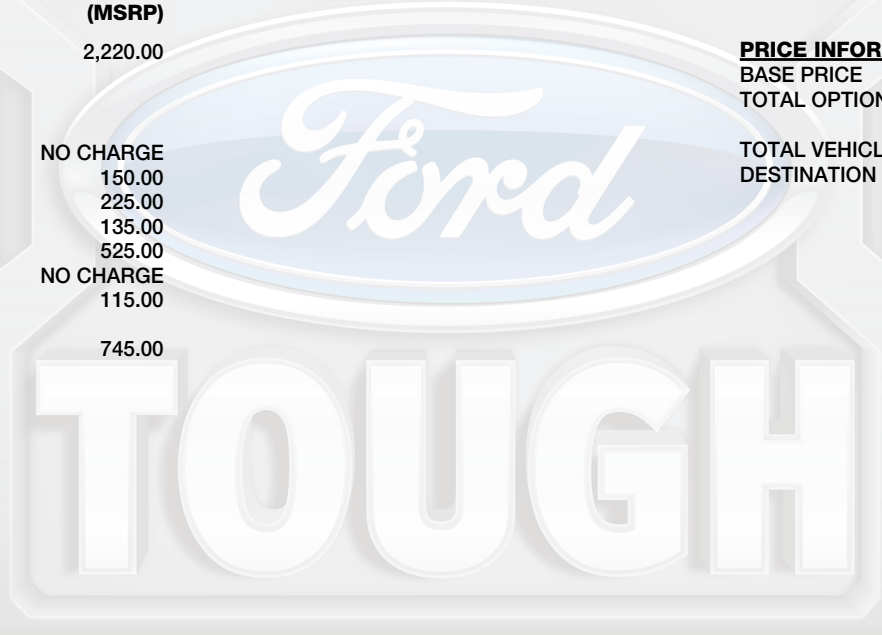 (MSRP)
2,220.00
NO CHARGE
150.00
225.00
135.00
525.00
NO CHARGE
115.00
745.00
PRICE INFOR
BASE PRICE
TOTAL OPTION
TOTAL VEHICL
DESTINATION
Ford
TOUGH